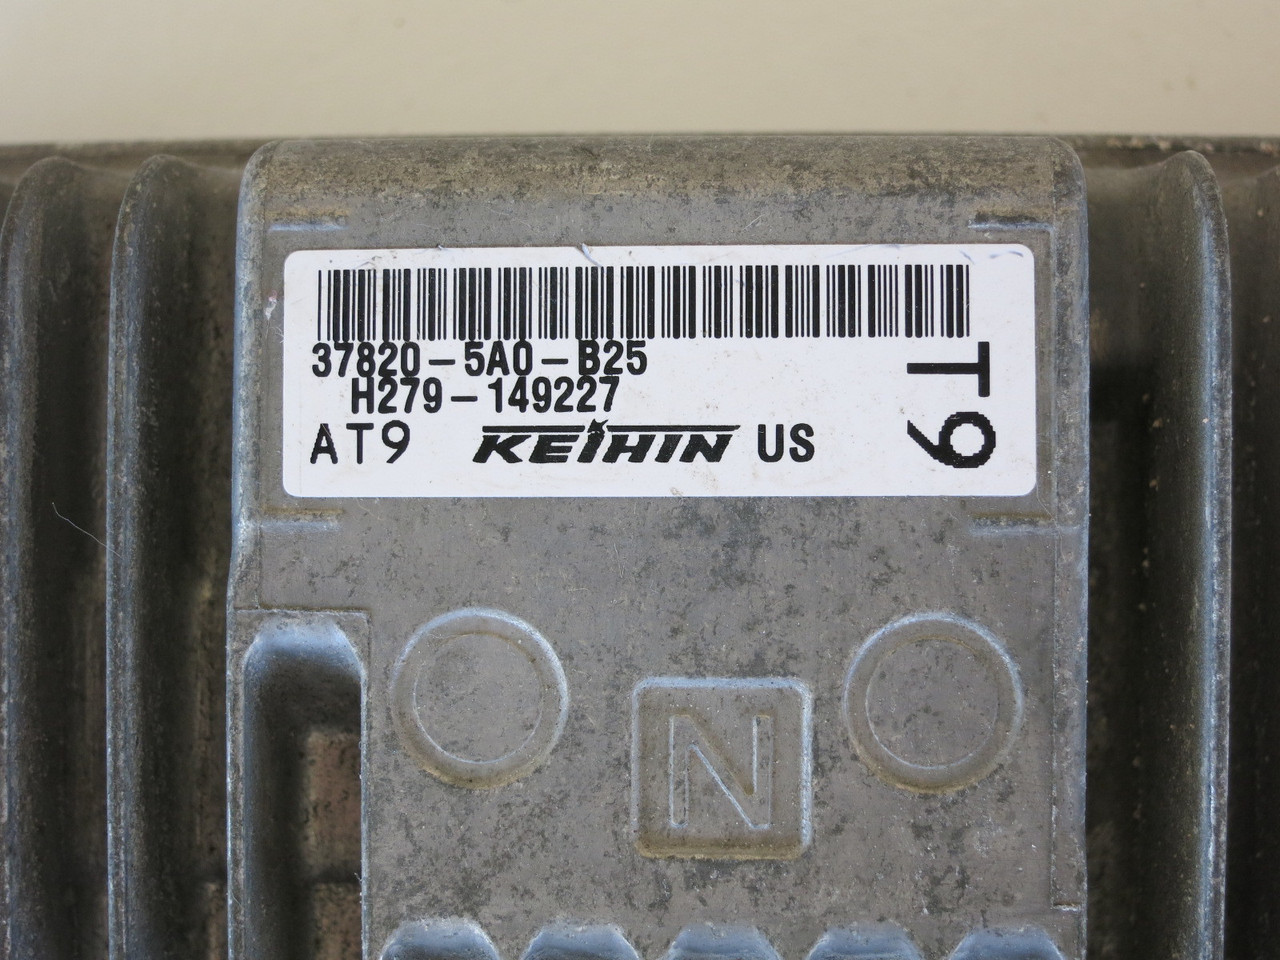 37820-5A0-B25
H279-149227
AT9 KEIHIN US
T9
N